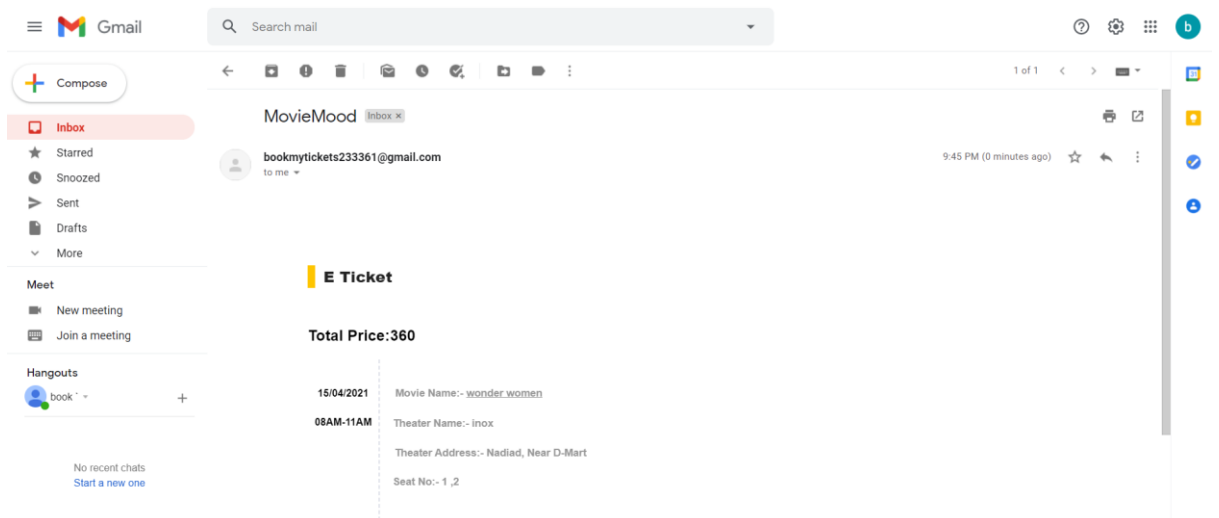 Gmail
Search mail
b
Compose
1 of 1
MovieMood Inbox ×
Inbox
Starred
Snoozed
Sent
Drafts
More
bookmytickets233361@gmail.com
9:45 PM (0 minutes ago)
to me
E Ticket
Total Price:360
15/04/2021 Movie Name:- wonder women
08AM-11AM Theater Name:- inox
Theater Address:- Nadiad, Near D-Mart
Seat No:- 1 ,2
Meet
New meeting
Join a meeting
Hangouts
book
No recent chats
Start a new one
31